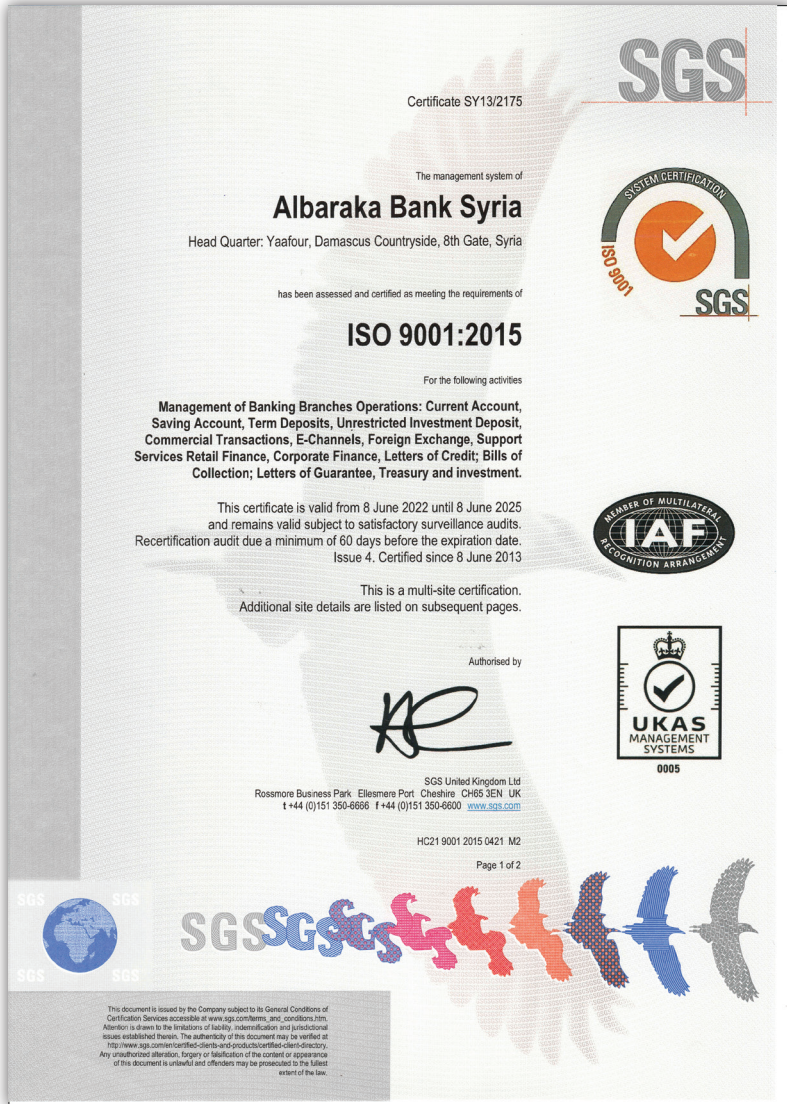 SGS
Certificate SY13/2175
The management system of
Albaraka Bank Syria
Head Quarter: Yaafour, Damascus Countryside, 8th Gate, Syria
has been assessed and certified as meeting the requirements of
ISO 9001:2015
For the following activities
Management of Banking Branches Operations: Current Account,
Saving Account, Term Deposits, Unrestricted Investment Deposit,
Commercial Transactions, E-Channels, Foreign Exchange, Support
Services Retail Finance, Corporate Finance, Letters of Credit; Bills of
Collection; Letters of Guarantee, Treasury and investment.
This certificate is valid from 8 June 2022 until 8 June 2025
and remains valid subject to satisfactory surveillance audits.
Recertification audit due a minimum of 60 days before the expiration date.
Issue 4. Certified since 8 June 2013
This is a multi-site certification.
Additional site details are listed on subsequent pages.
Authorised by
SGS United Kingdom Ltd
Rossmore Business Park Ellesmere Port Cheshire CH65 3EN UK
t +44 (0)151 350-6666 f +44 (0)151 350-6600 www.sgs.com
HC21 9001 2015 0421 M2
Page 1 of 2
SYSTEM CERTIFICATION
ISO 9001
SGS
MEMBER OF MULTILATERAL
IAF
RECOGNITION ARRANGEMENT
UKAS
MANAGEMENT
SYSTEMS
0005
SGS SGS
SGS SGS
SGSSGSSGS
This document is issued by the Company subject to its General Conditions of
Certification Services accessible at www.sgs.com/terms_and_conditions.htm.
Attention is drawn to the limitations of liability, indemnification and jurisdictional
issues established therein. The authenticity of this document may be verified at
http://www.sgs.com/en/certified-clients-and-products/certified-client-directory.
Any unauthorized alteration, forgery or falsification of the content or appearance
of this document is unlawful and offenders may be prosecuted to the fullest
extent of the law.